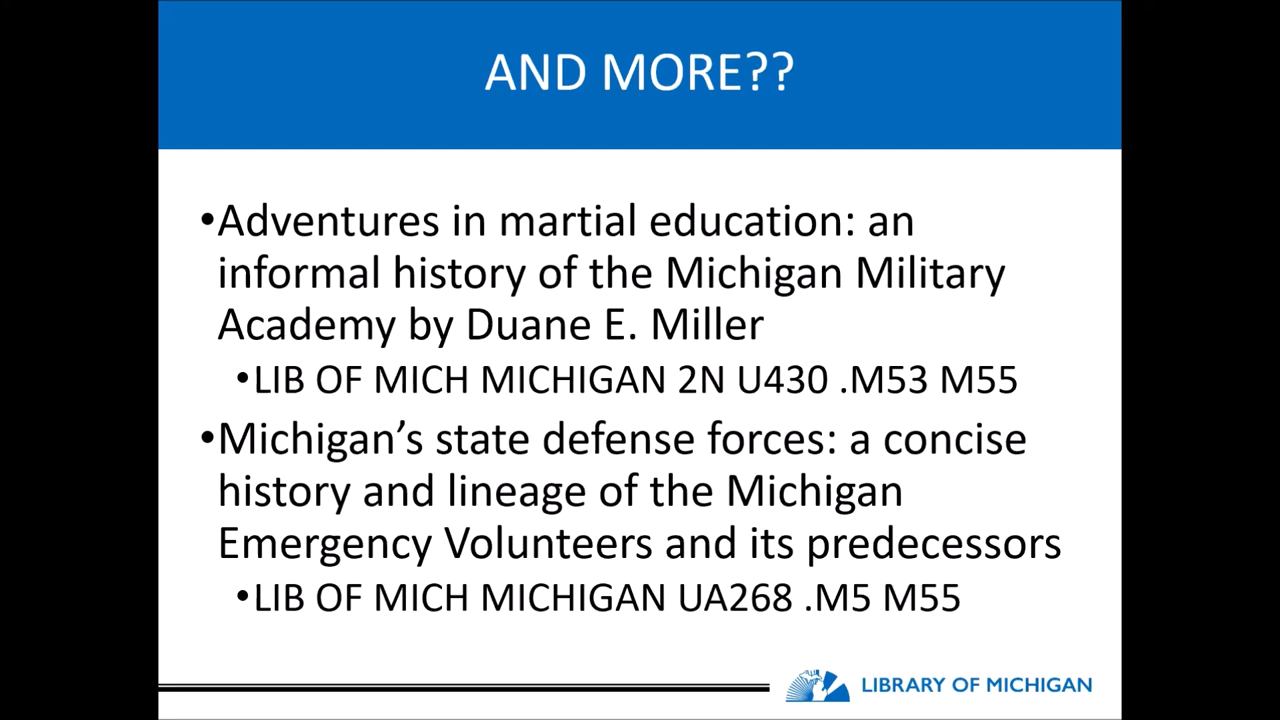 AND MORE??
•Adventures in martial education: an
informal history of the Michigan Military
Academy by Duane E. Miller
•LIB OF MICH MICHIGAN 2N U430 .M53 M55
•Michigan’s state defense forces: a concise
history and lineage of the Michigan
Emergency Volunteers and its predecessors
•LIB OF MICH MICHIGAN UA268 .M5 M55
LIBRARY OF MICHIGAN